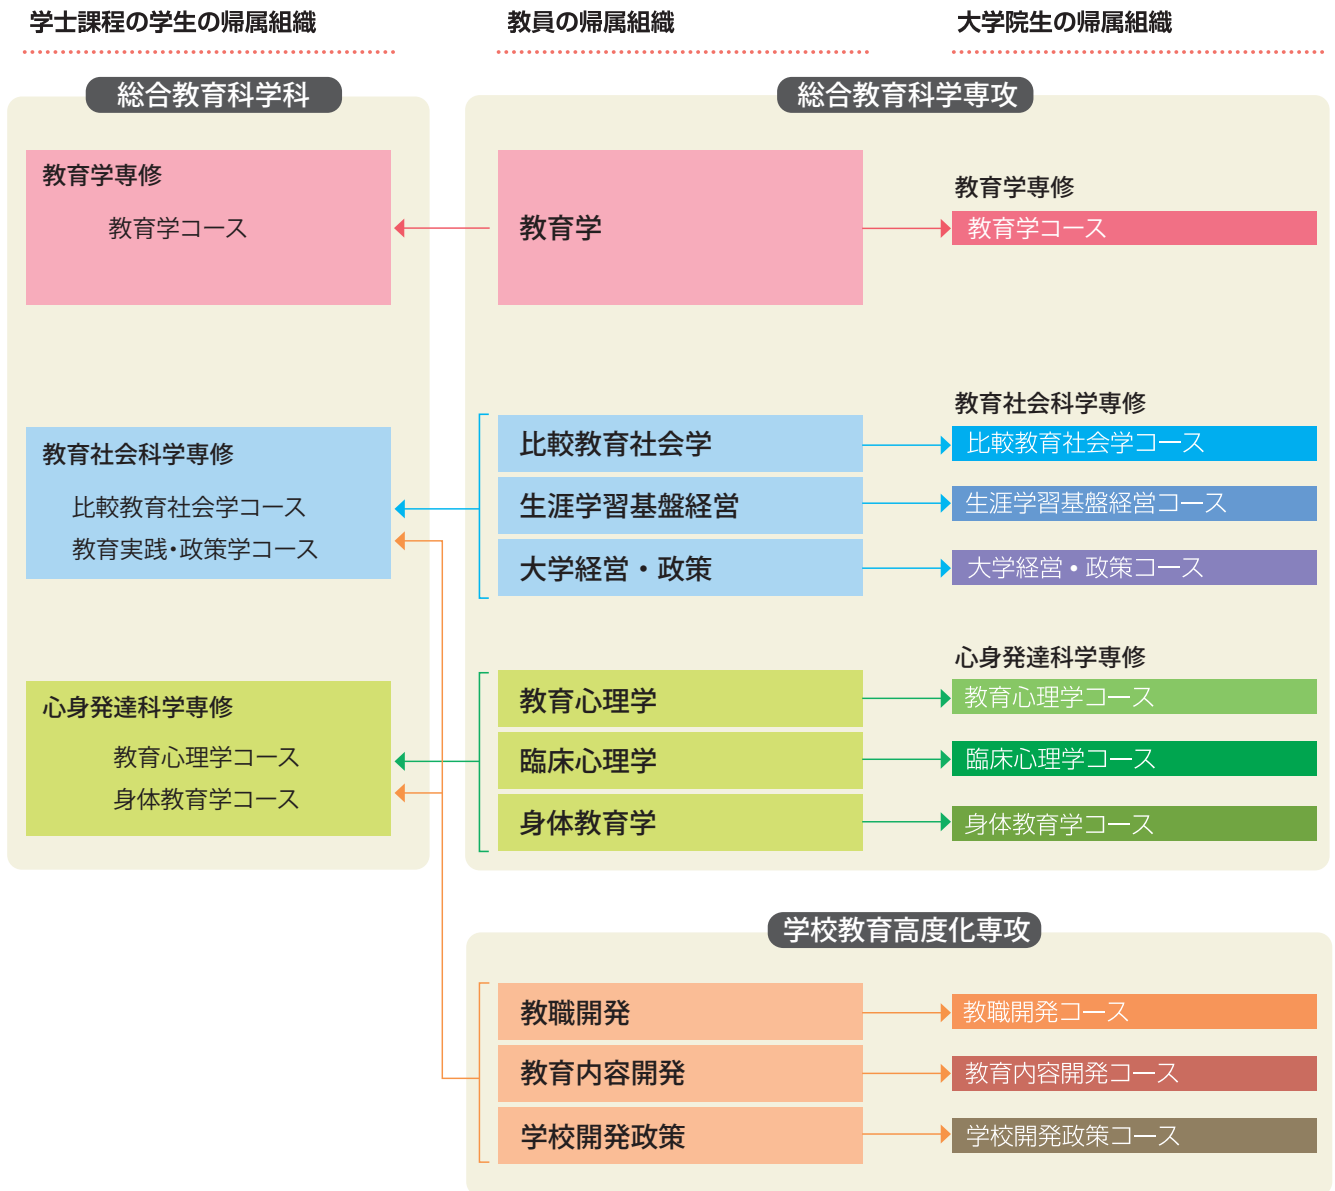 学士課程の学生の帰属組織
教員の帰属組織
大学院生の帰属組織
総合教育科学科
教育学専修
教育学コース
教育社会科学専修
比較教育社会学コース
教育実践・政策学コース
心身発達科学専修
教育心理学コース
身体教育学コース
総合教育科学専攻
教育学
教育学専修
教育学コース
比較教育社会学
生涯学習基盤経営
大学経営・政策
教育社会科学専修
比較教育社会学コース
生涯学習基盤経営コース
大学経営・政策コース
教育心理学
臨床心理学
身体教育学
心身発達科学専修
教育心理学コース
臨床心理学コース
身体教育学コース
学校教育高度化専攻
教職開発
教育内容開発
学校開発政策
教職開発コース
教育内容開発コース
学校開発政策コース